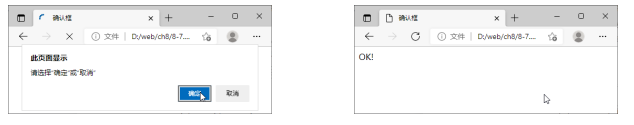 确认框
文件 D:/web/ch8/8-7....
此页面显示
请选择"确定"或"取消"
确定 取消
确认框
文件 D:/web/ch8/8-7....
OK!